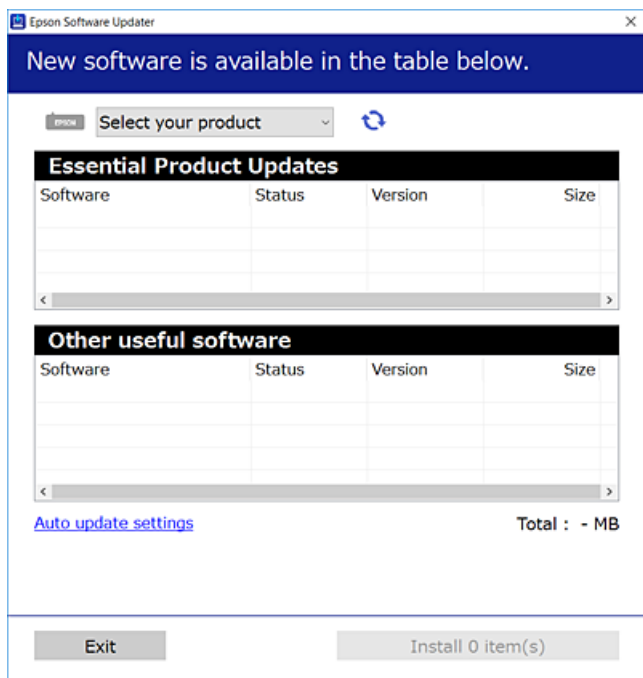 Epson Software Updater
New software is available in the table below.
EPSON Select your product
Essential Product Updates
Software Status Version Size
Other useful software
Software Status Version Size
Auto update settings Total : - MB
Exit Install 0 item(s)